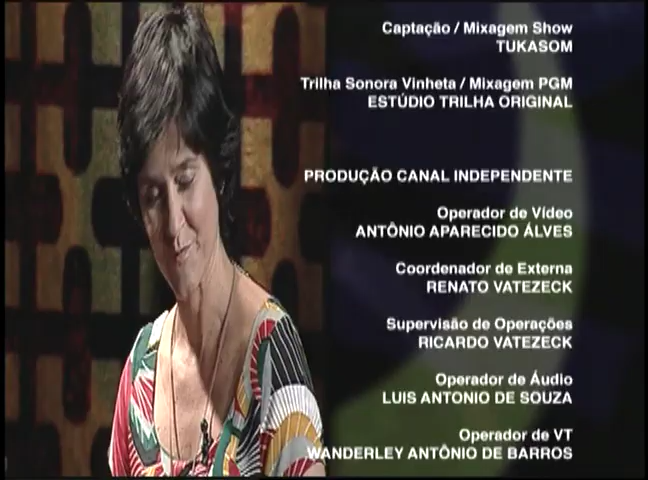 Captação / Mixagem Show
TUKASOM
Trilha Sonora Vinheta / Mixagem PGM
ESTÚDIO TRILHA ORIGINAL
PRODUÇÃO CANAL INDEPENDENTE
Operador de Vídeo
ANTÔNIO APARECIDO ÁLVES
Coordenador de Externa
RENATO VATEZECK
Supervisão de Operações
RICARDO VATEZECK
Operador de Áudio
LUIS ANTONIO DE SOUZA
Operador de VT
WANDERLEY ANTÔNIO DE BARROS